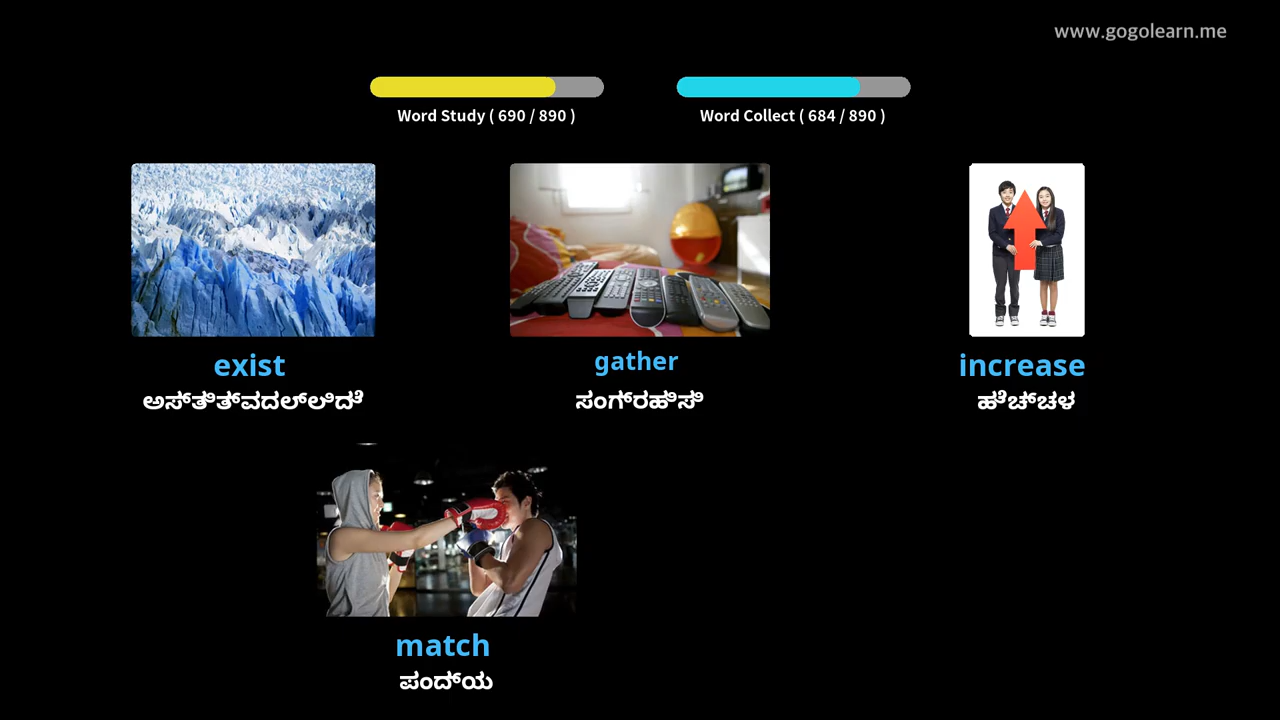 www.gogolearn.me
Word Study ( 690 / 890 )
Word Collect ( 684 / 890 )
exist
ಅಸ್ತಿತ್ವದಲ್ಲಿದೆ
gather
ಸಂಗ್ರಹಿಸಿ
increase
ಹೆಚ್ಚಳ
match
ಪಂದ್ಯ